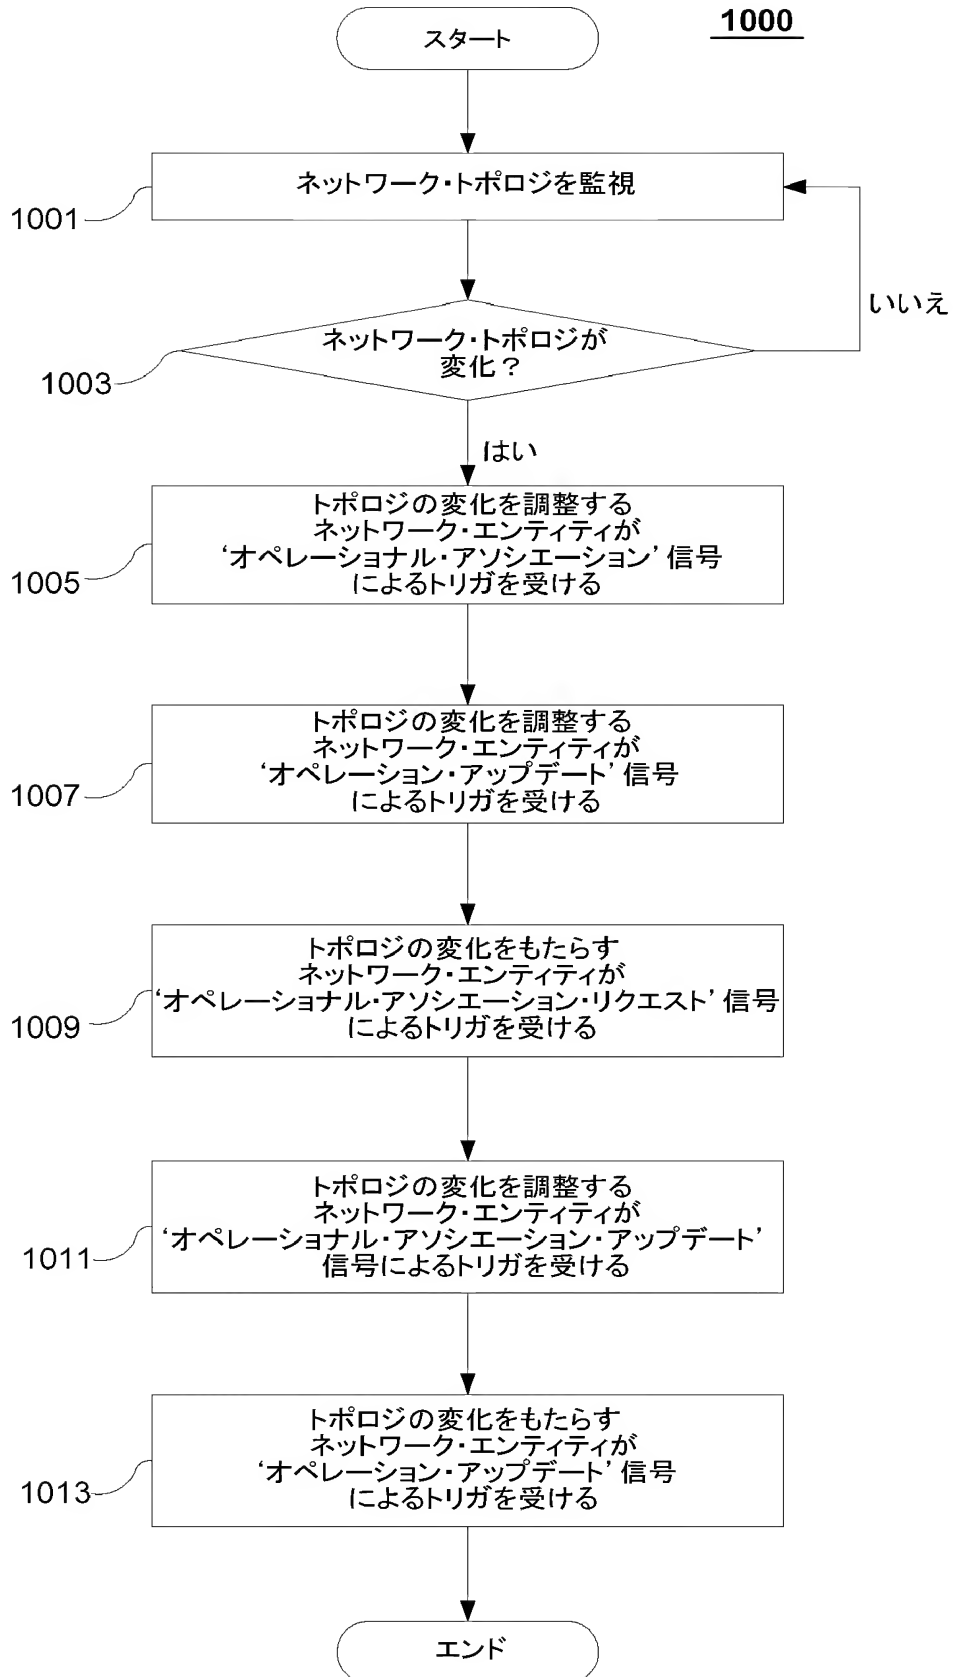 1000
スタート
ネットワーク・トポロジを監視
1001
いいえ
ネットワーク・トポロジが
変化？
1003
はい
トポロジの変化を調整する
ネットワーク・エンティティが
‘オペレーショナル・アソシエーション’信号
によるトリガを受ける
1005
トポロジの変化を調整する
ネットワーク・エンティティが
‘オペレーション・アップデート’信号
によるトリガを受ける
1007
トポロジの変化をもたらす
ネットワーク・エンティティが
‘オペレーショナル・アソシエーション・リクエスト’信号
によるトリガを受ける
1009
トポロジの変化を調整する
ネットワーク・エンティティが
‘オペレーショナル・アソシエーション・アップデート’
信号によるトリガを受ける
1011
トポロジの変化をもたらす
ネットワーク・エンティティが
‘オペレーション・アップデート’信号
によるトリガを受ける
1013
エンド